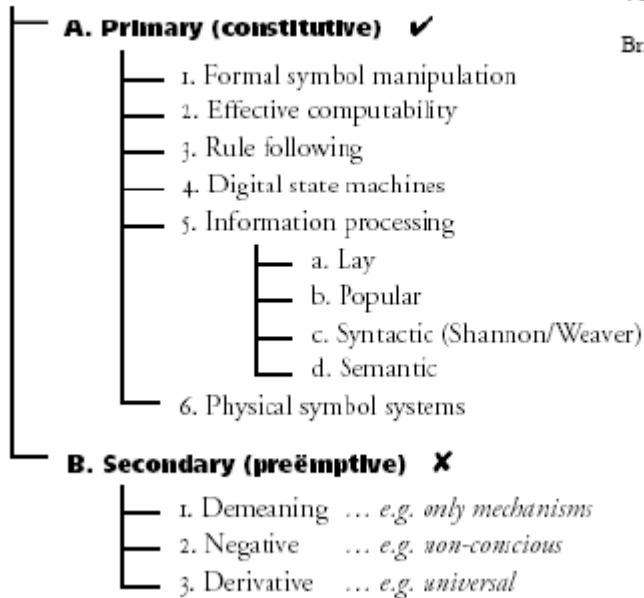 A. Primary (constitutive) ✔
Br
1. Formal symbol manipulation
2. Effective computability
3. Rule following
4. Digital state machines
5. Information processing
a. Lay
b. Popular
c. Syntactic (Shannon/Weaver)
d. Semantic
6. Physical symbol systems
B. Secondary (preëmptive) ✘
1. Demeaning … e.g. only mechanisms
2. Negative … e.g. non-conscious
3. Derivative … e.g. universal